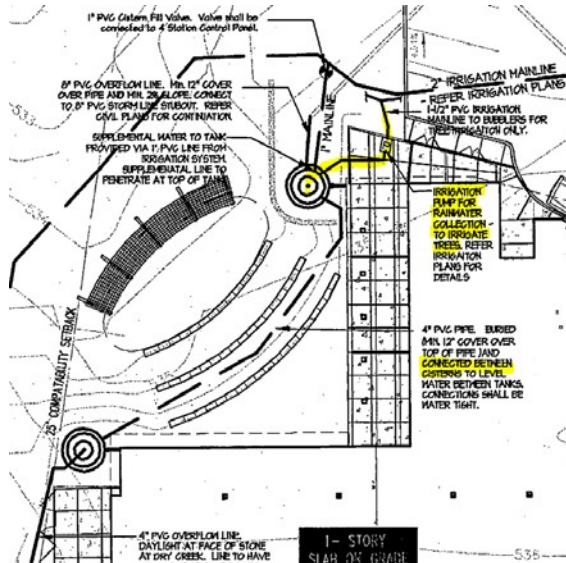 1" PVC Cistern Fill Valve. Valve shall be
connected to 4 Station Control Panel.
8" PVC OVERFLOW LINE. MIN. 12" COVER
OVER PIPE AND MIN. 2% SLOPE. CONNECT
TO 8" PVC STORM LINE STUBOUT. REFER
CIVIL PLANS FOR CONTINUATION.
SUPPLEMENTAL WATER TO TANK
PROVIDED VIA 1" PVC LINE FROM
IRRIGATION SYSTEM.
SUPPLEMENTAL LINE TO
PENETRATE AT TOP OF TANK
1" MAINLINE
2" IRRIGATION MAINLINE
- REFER IRRIGATION PLANS
1-1/2" PVC IRRIGATION
MAINLINE TO BUBBLERS FOR
TREE IRRIGATION ONLY.
IRRIGATION
PUMP FOR
RAINWATER
COLLECTION -
TO IRRIGATE
TREES. REFER
IRRIGATION
PLANS FOR
DETAILS
4" PVC PIPE. BURIED
(MIN. 12" COVER OVER
TOP OF PIPE )AND
CONNECTED BETWEEN
CISTERNS TO LEVEL
WATER BETWEEN TANKS.
CONNECTIONS SHALL BE
WATER TIGHT.
25' COMPATABILITY SETBACK
533
535
4" PVC OVERFLOW LINE.
DAYLIGHT AT FACE OF STONE
AT DRY CREEK. LINE TO HAVE
1- STORY
SLAB ON GRADE
535